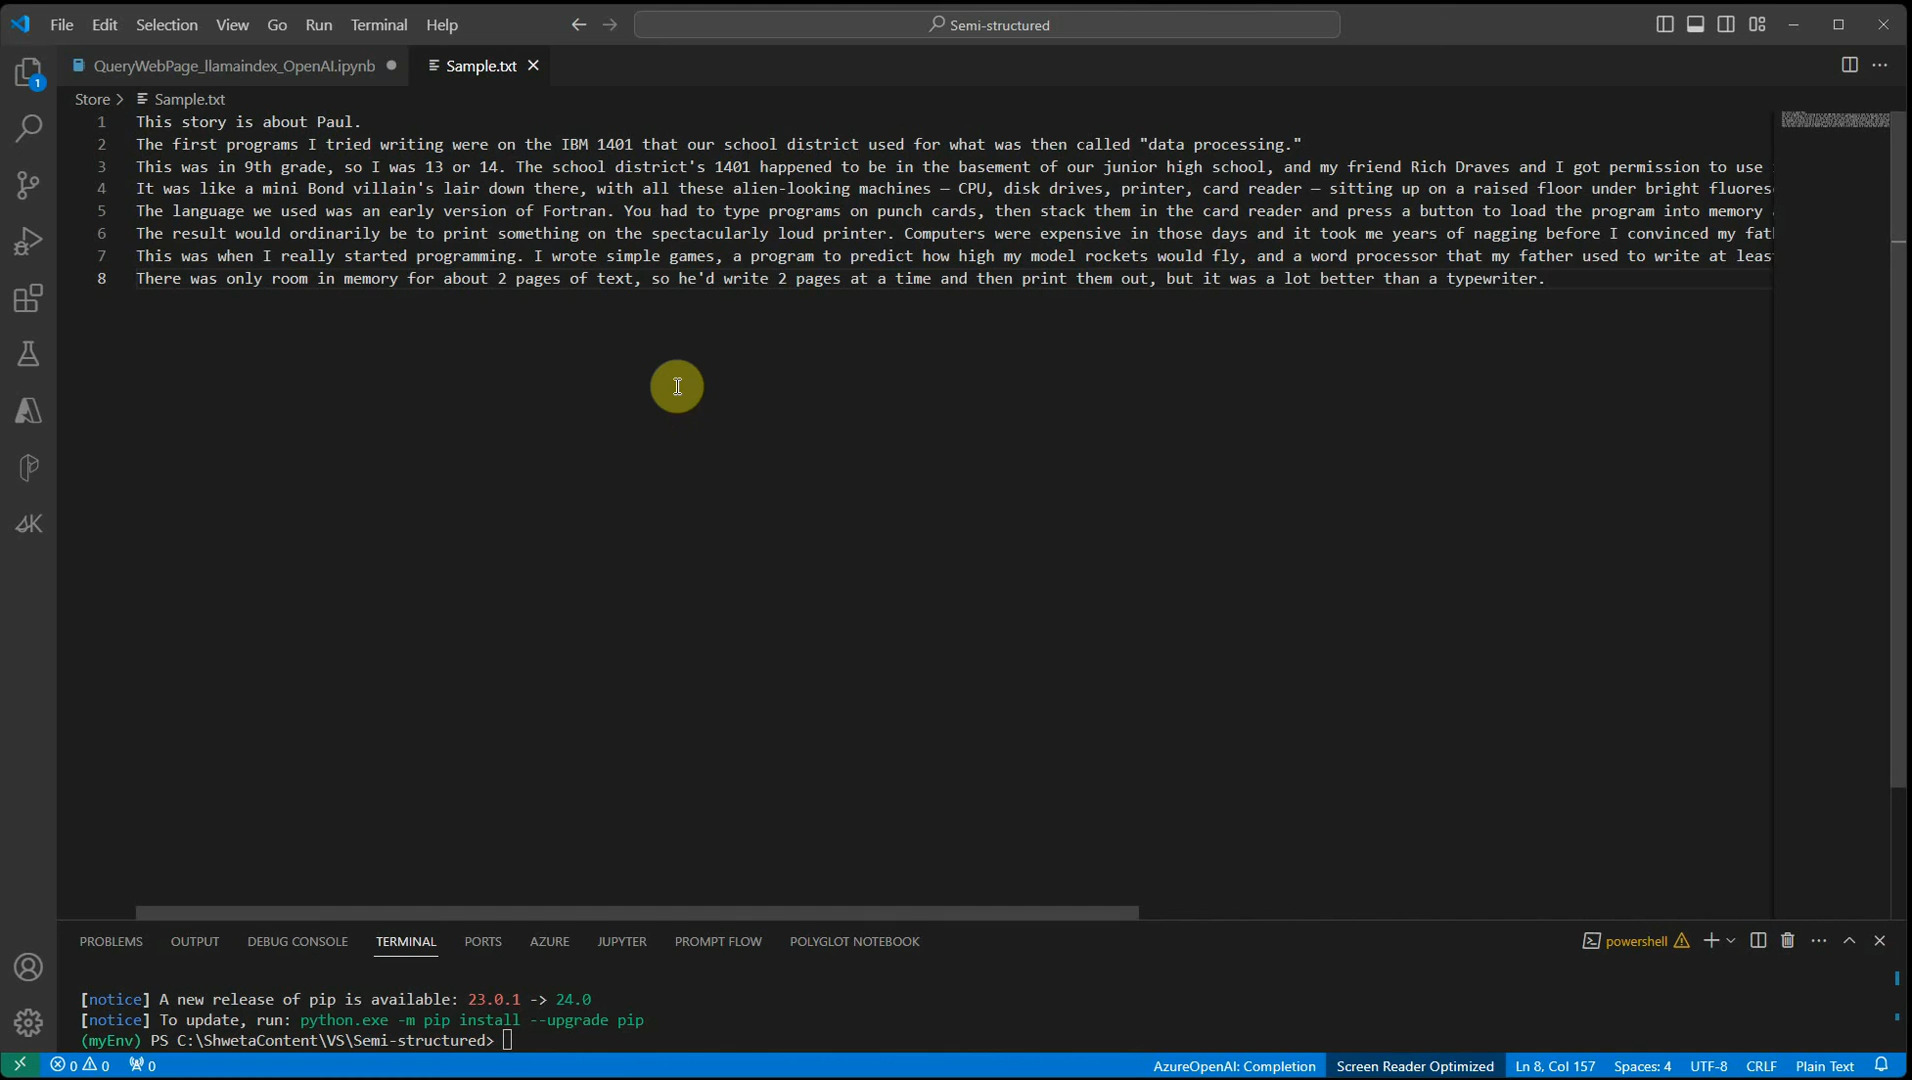 File Edit Selection View Go Run Terminal Help Semi-structured
1
QueryWebPage_llamaindex_OpenAI.ipynb Sample.txt
Store > Sample.txt
1 This story is about Paul.
2 The first programs I tried writing were on the IBM 1401 that our school district used for what was then called "data processing."
3 This was in 9th grade, so I was 13 or 14. The school district's 1401 happened to be in the basement of our junior high school, and my friend Rich Draves and I got permission to use
4 It was like a mini Bond villain's lair down there, with all these alien-looking machines — CPU, disk drives, printer, card reader — sitting up on a raised floor under bright fluores
5 The language we used was an early version of Fortran. You had to type programs on punch cards, then stack them in the card reader and press a button to load the program into memory
6 The result would ordinarily be to print something on the spectacularly loud printer. Computers were expensive in those days and it took me years of nagging before I convinced my fat
7 This was when I really started programming. I wrote simple games, a program to predict how high my model rockets would fly, and a word processor that my father used to write at leas
8 There was only room in memory for about 2 pages of text, so he'd write 2 pages at a time and then print them out, but it was a lot better than a typewriter.
PROBLEMS OUTPUT DEBUG CONSOLE TERMINAL PORTS AZURE JUPYTER PROMPT FLOW POLYGLOT NOTEBOOK powershell
[notice] A new release of pip is available: 23.0.1 -> 24.0
[notice] To update, run: python.exe -m pip install --upgrade pip
(myEnv) PS C:\ShwetaContent\VS\Semi-structured>
0 0 0 AzureOpenAI: Completion Screen Reader Optimized Ln 8, Col 157 Spaces: 4 UTF-8 CRLF Plain Text